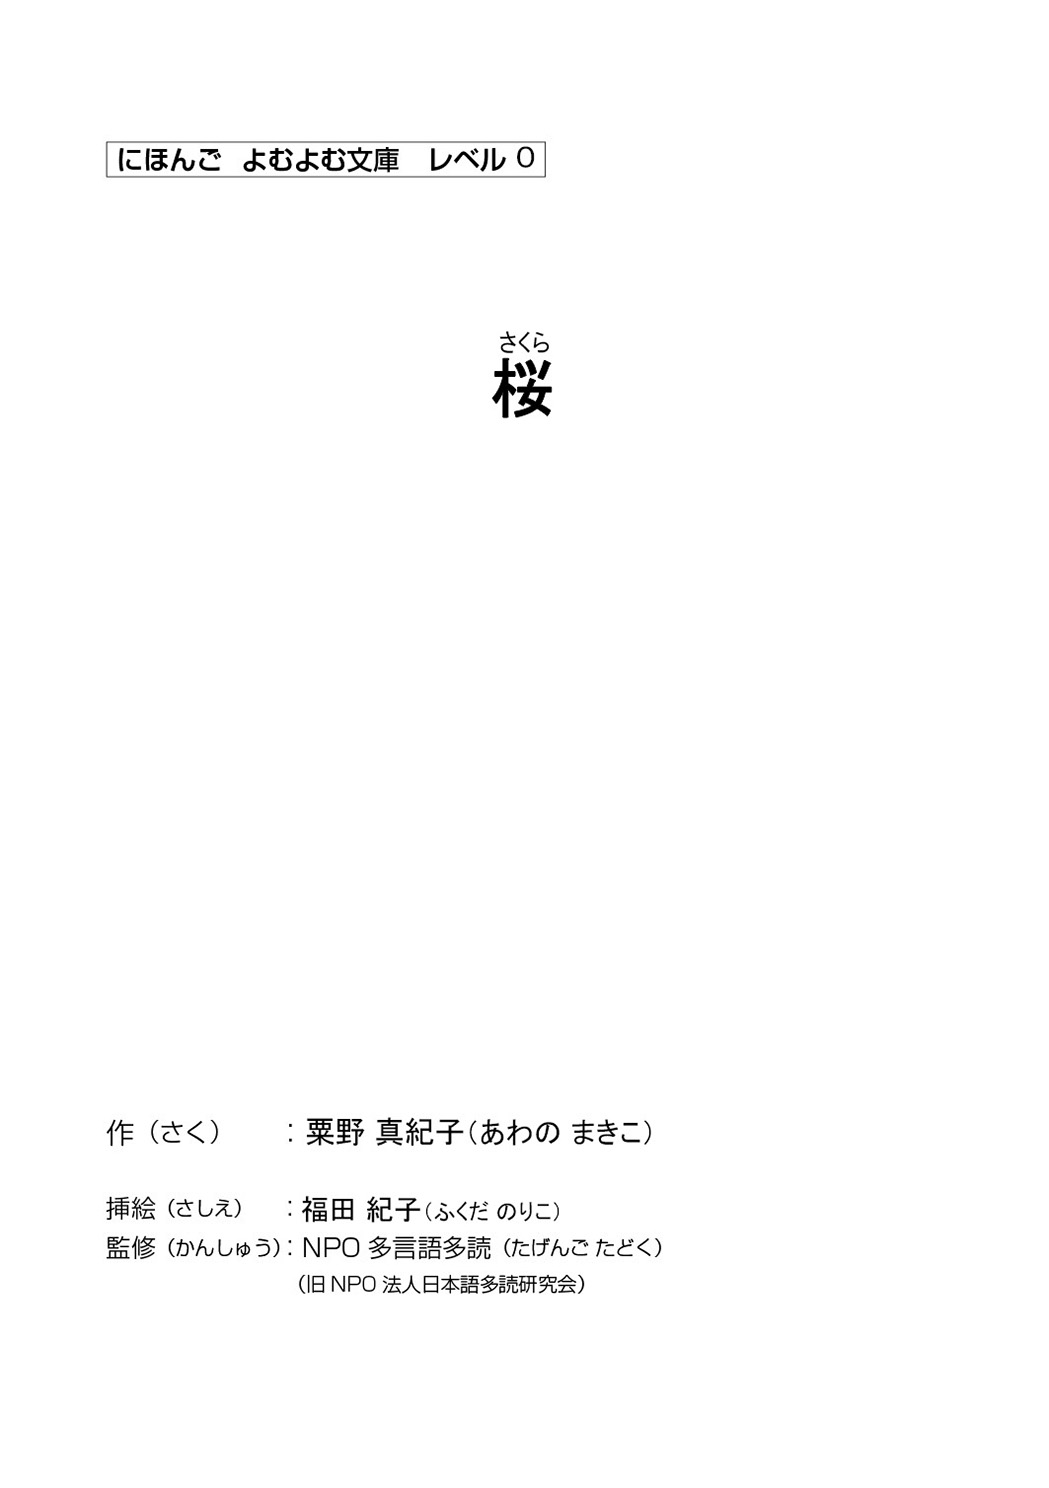 にほんご よむよむ文庫 レベル 0
さくら
桜
作（さく） ：粟野 真紀子（あわの まきこ）
挿絵（さしえ） ：福田 紀子（ふくだ のりこ）
監修（かんしゅう）：NPO 多言語多読（たげんご たどく）
（旧 NPO 法人日本語多読研究会）